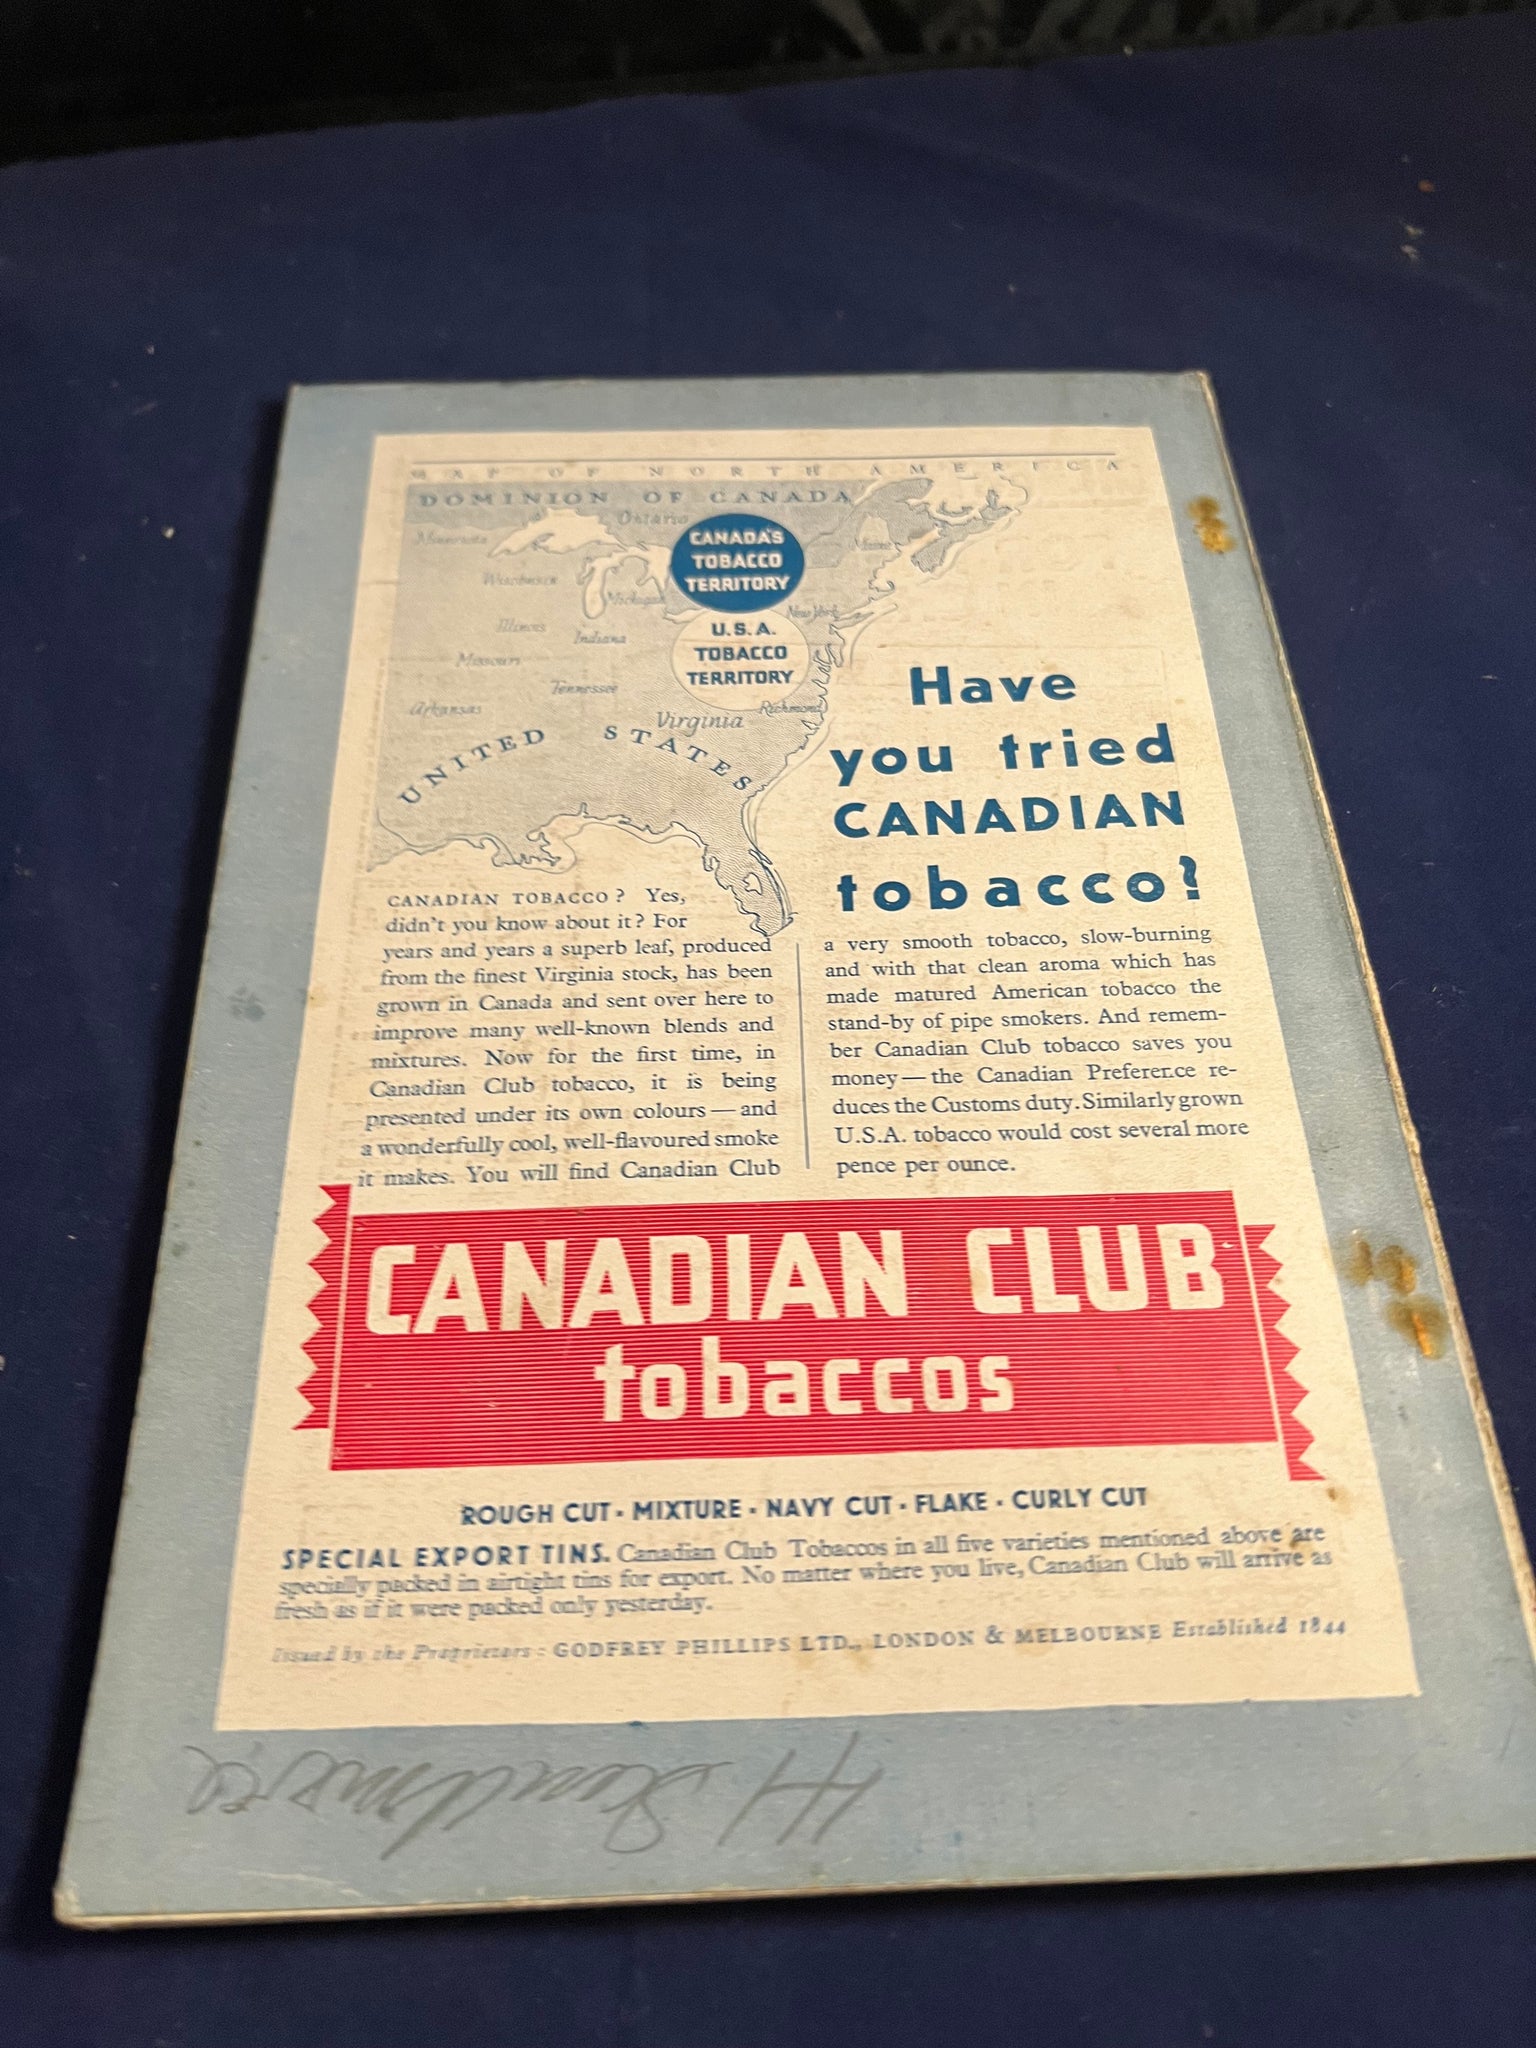 MAP OF NORTH AMERICA
DOMINION OF CANADA
Ontario
Minnesota
Maine
CANADA'S
TOBACCO
TERRITORY
Wisconsin
Michigan
New York
Illinois
Indiana
U.S.A.
TOBACCO
TERRITORY
Missouri
Tennessee
Arkansas
Richmond
Virginia
UNITED STATES
Have
you tried
CANADIAN
tobacco?
CANADIAN TOBACCO? Yes,
didn't you know about it? For
years and years a superb leaf, produced
from the finest Virginia stock, has been
grown in Canada and sent over here to
improve many well-known blends and
mixtures. Now for the first time, in
Canadian Club tobacco, it is being
presented under its own colours—and
a wonderfully cool, well-flavoured smoke
it makes. You will find Canadian Club
a very smooth tobacco, slow-burning
and with that clean aroma which has
made matured American tobacco the
stand-by of pipe smokers. And remem-
ber Canadian Club tobacco saves you
money—the Canadian Preference re-
duces the Customs duty. Similarly grown
U.S.A. tobacco would cost several more
pence per ounce.
CANADIAN CLUB
tobaccos
ROUGH CUT · MIXTURE · NAVY CUT · FLAKE · CURLY CUT
SPECIAL EXPORT TINS. Canadian Club Tobaccos in all five varieties mentioned above are
specially packed in airtight tins for export. No matter where you live, Canadian Club will arrive as
fresh as if it were packed only yesterday.
Issued by the Proprietors: GODFREY PHILLIPS LTD., LONDON & MELBOURNE Established 1844